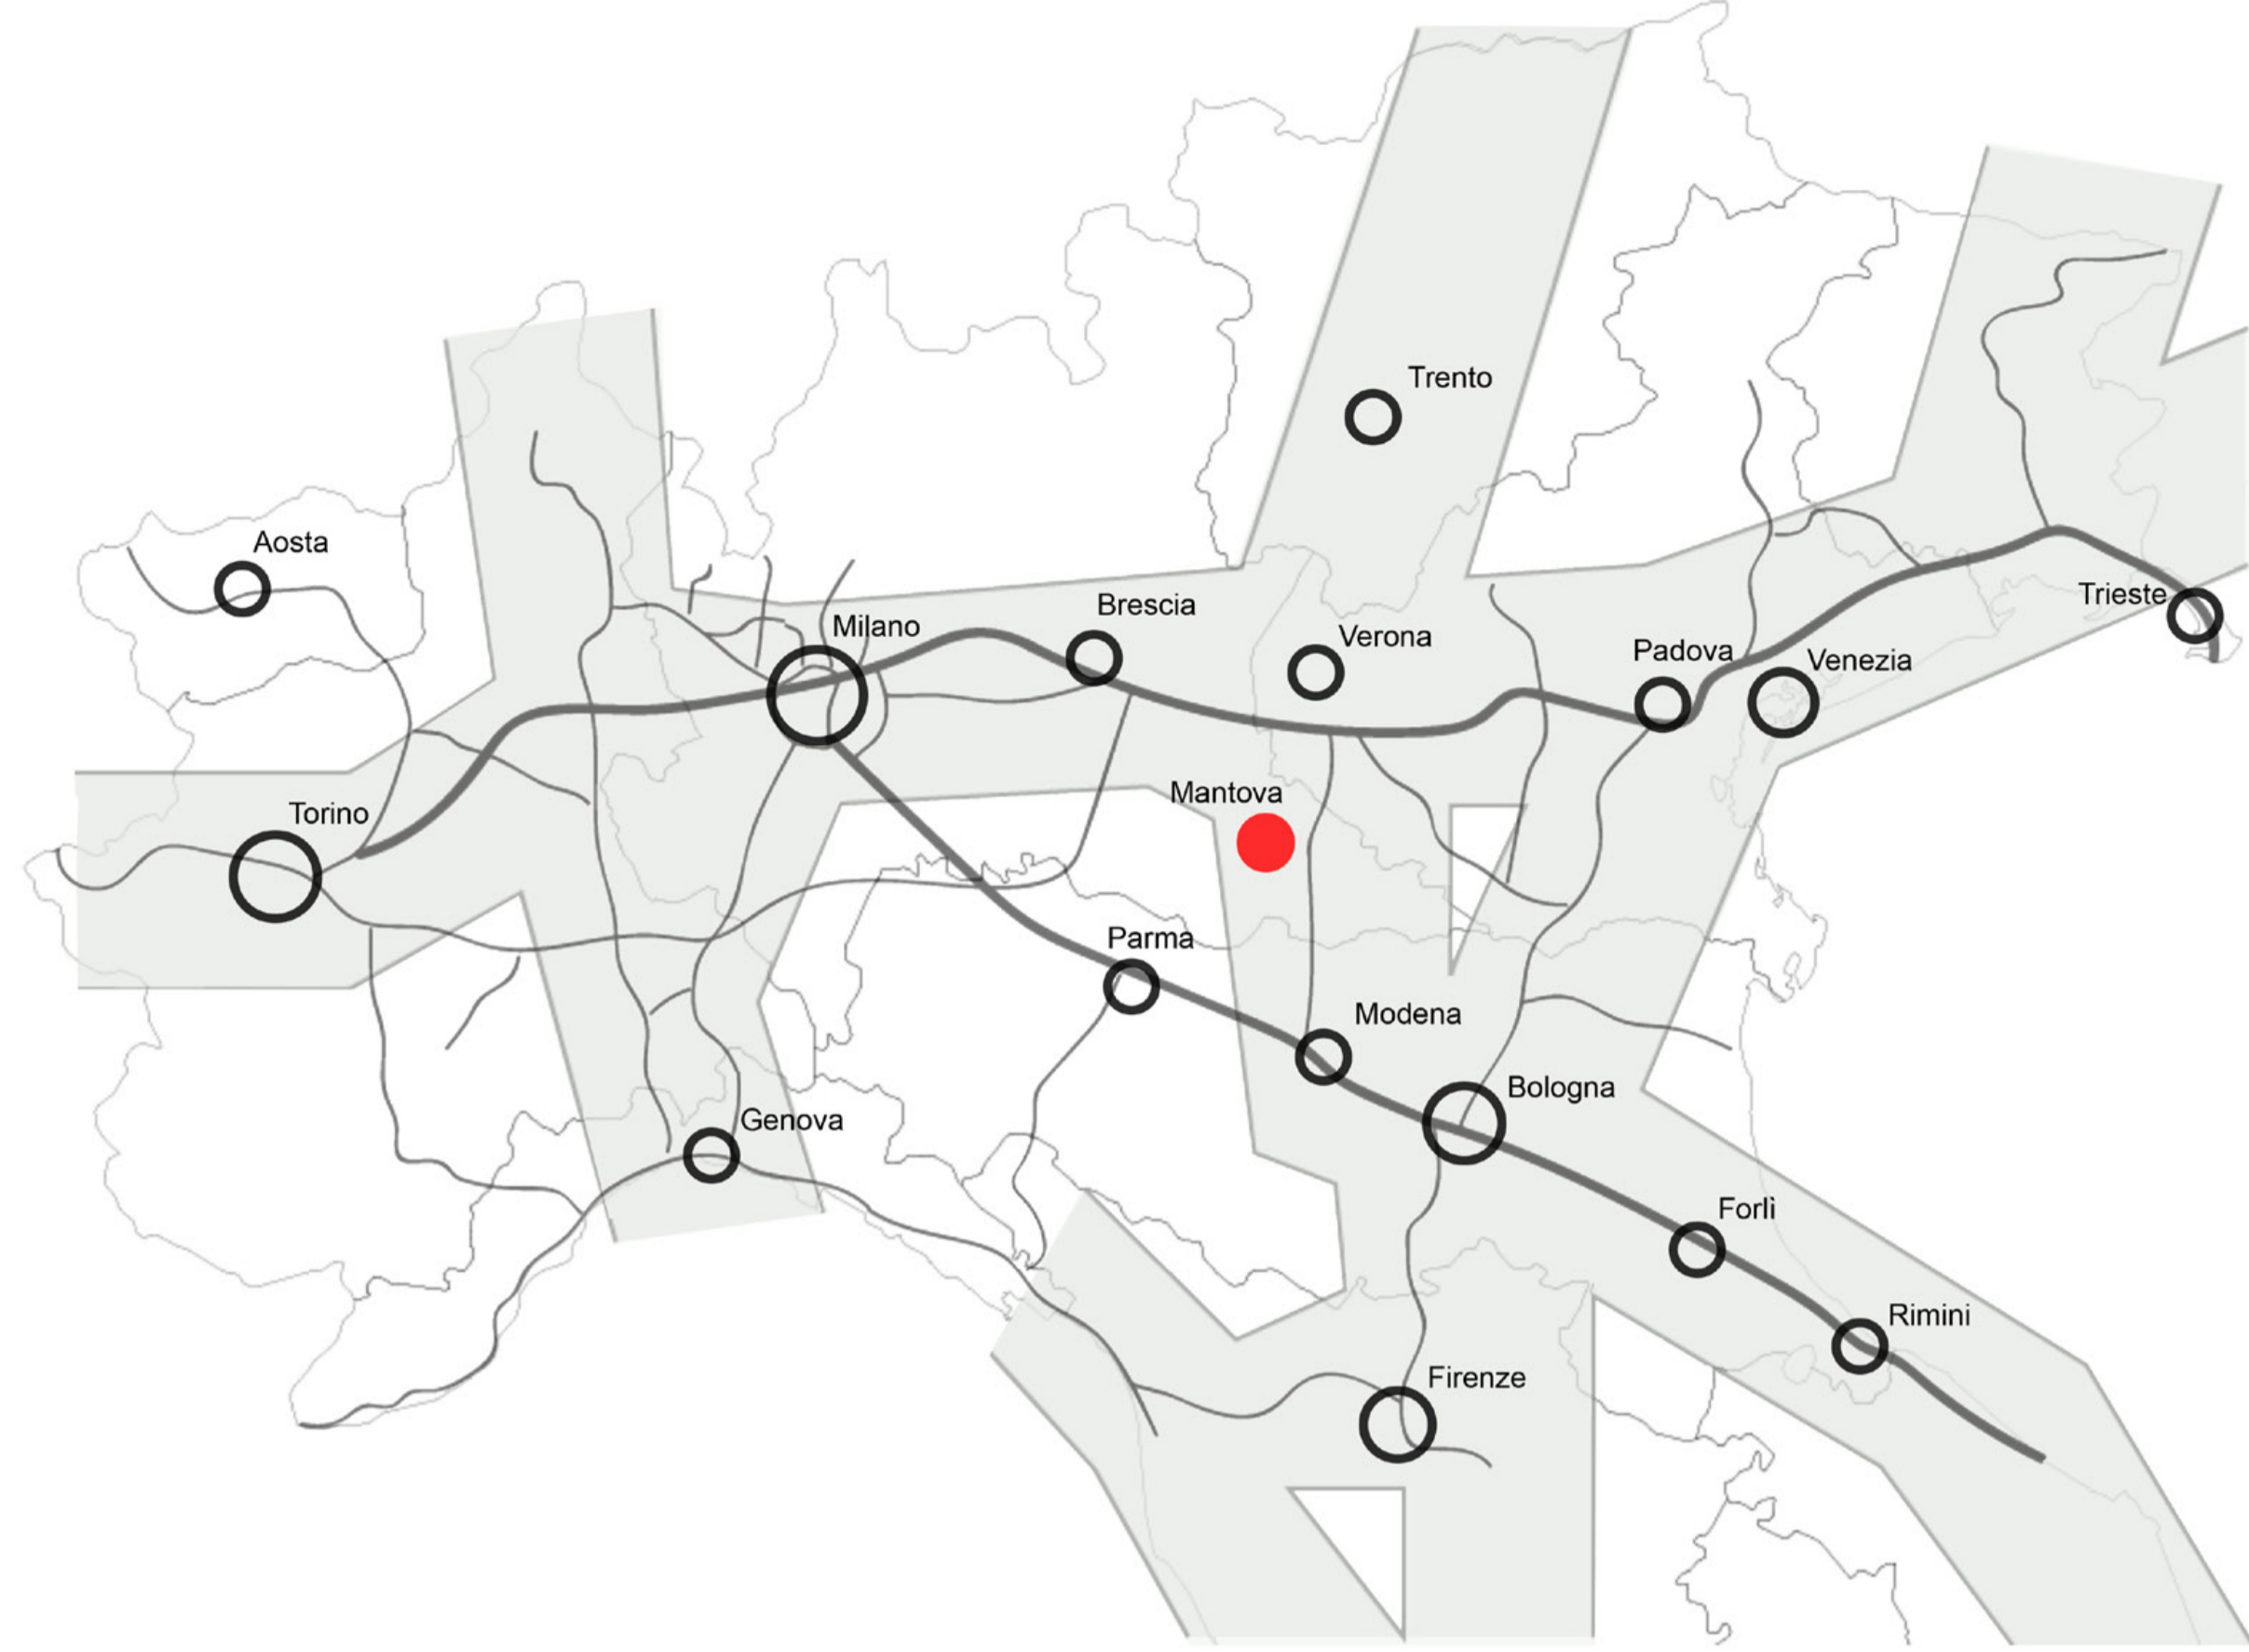 Trento
Aosta
Trieste
Brescia
Milano
Verona
Padova
Venezia
Mantova
Torino
Parma
Modena
Bologna
Genova
Forlì
Rimini
Firenze